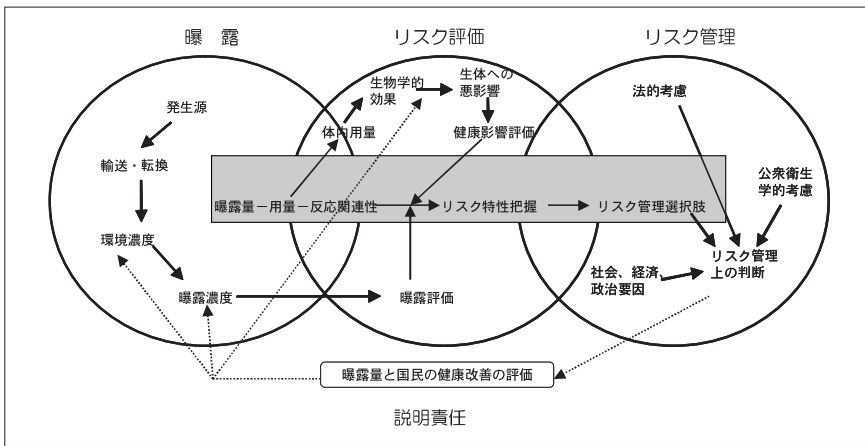 曝　露
リスク評価
リスク管理
発生源
輸送・転換
環境濃度
曝露濃度
生物学的
効果
体内用量
生体への
悪影響
健康影響評価
曝露量－用量－反応関連性
リスク特性把握
リスク管理選択肢
曝露評価
法的考慮
公衆衛生
学的考慮
リスク管理
上の判断
社会、経済、
政治要因
曝露量と国民の健康改善の評価
説明責任